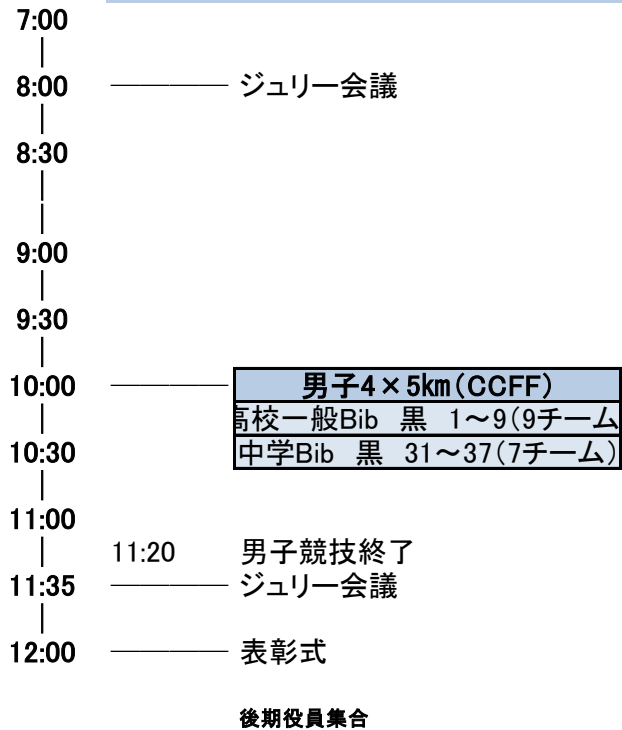 7:00
8:00 ジュリー会議
8:30
9:00
9:30
10:00 男子4×5km(CCFF)
高校一般Bib 黒 1～9(9チーム
10:30 中学Bib 黒 31～37(7チーム)
11:00
11:20 男子競技終了
11:35 ジュリー会議
12:00 表彰式
後期役員集合